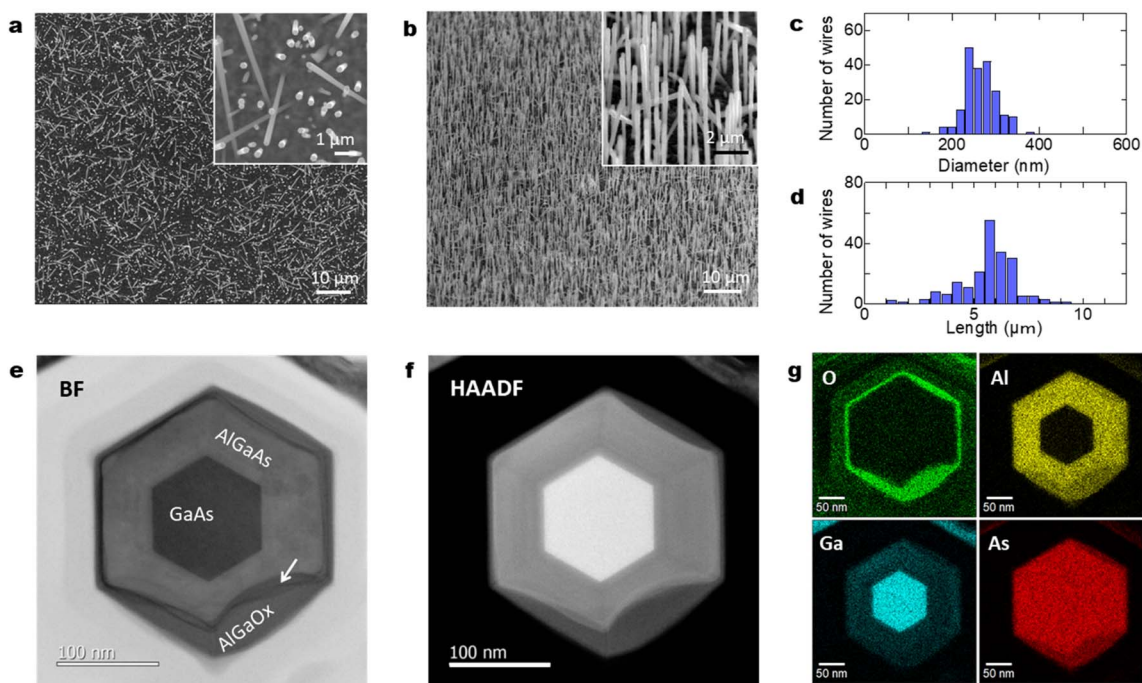 a
1 µm
10 µm
b
2 µm
10 µm
c
Number of wires
60
40
20
0
0
200
400
600
Diameter (nm)
d
Number of wires
80
40
0
0
5
10
Length (µm)
e
BF
AlGaAs
GaAs
AlGaOx
100 nm
f
HAADF
100 nm
g
O
50 nm
Al
50 nm
Ga
50 nm
As
50 nm